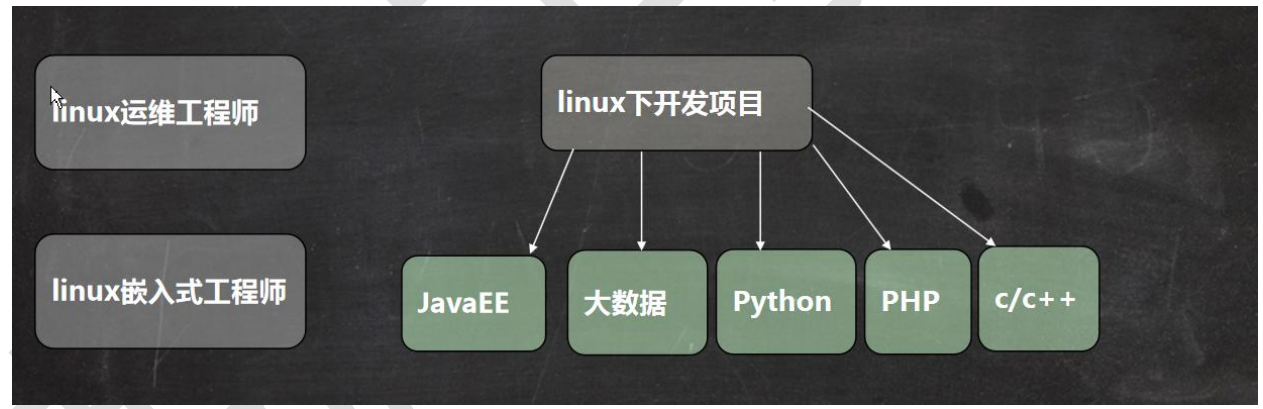 linux运维工程师
linux下开发项目
linux嵌入式工程师
JavaEE
大数据
Python
PHP
c/c++